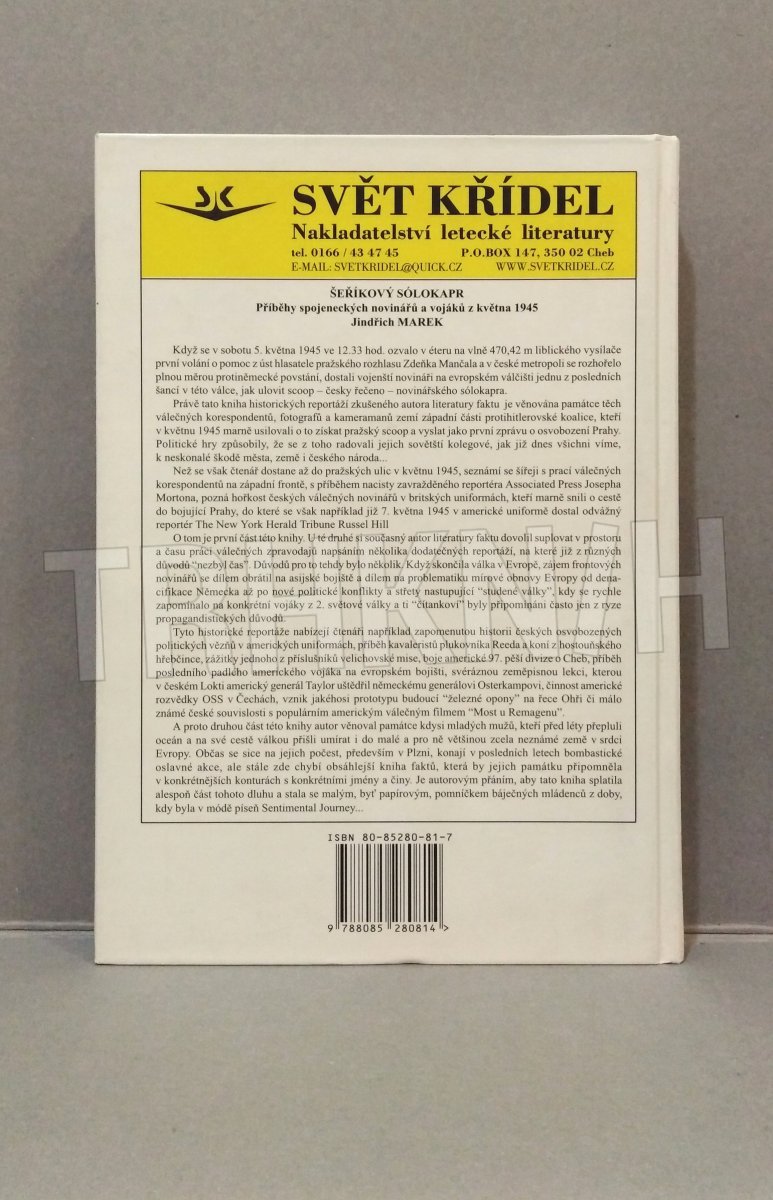 SK
SVĚT KŘÍDEL
Nakladatelství letecké literatury
tel. 0166 / 43 47 45 P.O.BOX 147, 350 02 Cheb
E-MAIL: SVETKRIDEL@QUICK.CZ WWW.SVETKRIDEL.CZ
ŠEŘÍKOVÝ SÓLOKAPR
Příběhy spojeneckých novinářů a vojáků z května 1945
Jindřich MAREK
Když se v sobotu 5. května 1945 ve 12.33 hod. ozvalo v éteru na vlně 470,42 m liblického vysílače
první volání o pomoc z úst hlasatele pražského rozhlasu Zdeňka Mančala a v české metropoli se rozhořelo
plnou měrou protiněmecké povstání, dostali vojenští novináři na evropském válčišti jednu z posledních
šancí v této válce, jak ulovit scoop – česky řečeno – novinářského sólokapra.
Právě tato kniha historických reportáží zkušeného autora literatury faktu je věnována památce těch
válečných korespondentů, fotografů a kameramanů zemí západní části protihitlerovské koalice, kteří
v květnu 1945 marně usilovali o to získat pražský scoop a vyslat jako první zprávu o osvobození Prahy.
Politické hry způsobily, že se z toho radovali jejich sovětští kolegové, jak již dnes všichni víme,
k neskonalé škodě města, země i českého národa...
Než se však čtenář dostane až do pražských ulic v květnu 1945, seznámí se šířeji s prací válečných
korespondentů na západní frontě, s příběhem nacisty zavražděného reportéra Associated Press Josepha
Mortona, pozná hořkost českých válečných novinářů v britských uniformách, kteří marně snili o cestě
do bojující Prahy, do které se však například již 7. května 1945 v americké uniformě dostal odvážný
reportér The New York Herald Tribune Russel Hill
O tom je první část této knihy. U té druhé si současný autor literatury faktu dovolil suplovat v prostoru
a času práci válečných zpravodajů napsáním několika dodatečných reportáží, na které již z různých
důvodů “nezbyl čas”. Důvodů pro to tehdy bylo několik. Když skončila válka v Evropě, zájem frontových
novinářů se dílem obrátil na asijské bojiště a dílem na problematiku mírové obnovy Evropy od dena-
cifikace Německa až po nové politické konflikty a střety nastupující “studené války”, kdy se rychle
zapomínalo na konkrétní vojáky z 2. světové války a ti “čítankoví” byly připomínáni často jen z ryze
propagandistických důvodů.
Tyto historické reportáže nabízejí čtenáři například zapomenutou historii českých osvobozených
politických vězňů v amerických uniformách, příběh kavaleristů plukovníka Reeda a koní z hostouňského
hřebčince, zážitky jednoho z příslušníků velichovské mise, boje americké 97. pěší divize o Cheb, příběh
posledního padlého amerického vojáka na evropském bojišti, svéráznou zeměpisnou lekci, kterou
v českém Lokti americký generál Taylor uštědřil německému generálovi Osterkampovi, činnost americké
rozvědky OSS v Čechách, vznik jakéhosi prototypu budoucí “železné opony” na řece Ohři či málo
známé české souvislosti s populárním americkým válečným filmem “Most u Remagenu”.
A proto druhou část této knihy autor věnoval památce kdysi mladých mužů, kteří před léty přepluli
oceán a na své cestě válkou přišli umírat i do malé a pro ně většinou zcela neznámé země v srdci
Evropy. Občas se sice na jejich počest, především v Plzni, konají v posledních letech bombastické
oslavné akce, ale stále zde chybí obsáhlejší kniha faktů, která by jejich památku připomněla
v konkrétnějších konturách s konkrétními jmény a činy. Je autorovým přáním, aby tato kniha splatila
alespoň část tohoto dluhu a stala se malým, byť papírovým, pomníčkem báječných mládenců z doby,
kdy byla v módě píseň Sentimental Journey...
ISBN 80-85280-81-7
9 788085 280814 >